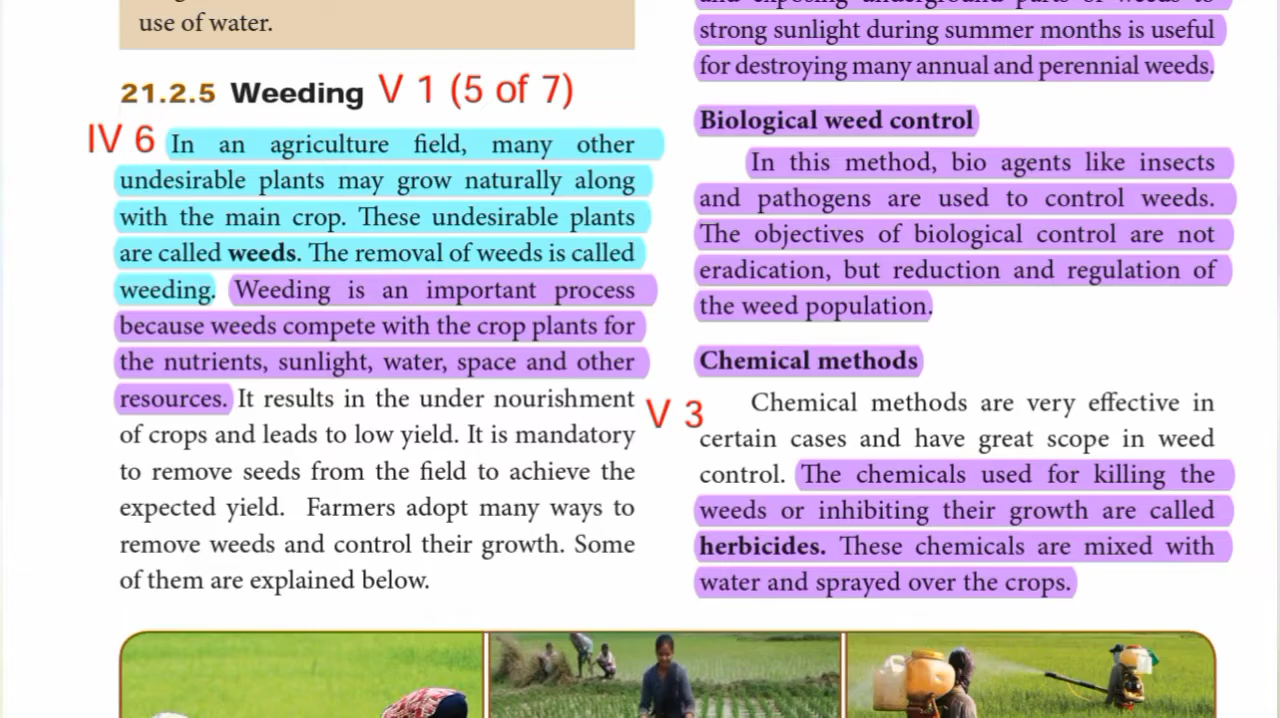 use of water.
21.2.5 Weeding V 1 (5 of 7)
IV 6 In an agriculture field, many other
undesirable plants may grow naturally along
with the main crop. These undesirable plants
are called weeds. The removal of weeds is called
weeding. Weeding is an important process
because weeds compete with the crop plants for
the nutrients, sunlight, water, space and other
resources. It results in the under nourishment
of crops and leads to low yield. It is mandatory
to remove seeds from the field to achieve the
expected yield. Farmers adopt many ways to
remove weeds and control their growth. Some
of them are explained below.
and exposing underground parts of weeds to
strong sunlight during summer months is useful
for destroying many annual and perennial weeds.
Biological weed control
In this method, bio agents like insects
and pathogens are used to control weeds.
The objectives of biological control are not
eradication, but reduction and regulation of
the weed population.
Chemical methods
V 3 Chemical methods are very effective in
certain cases and have great scope in weed
control. The chemicals used for killing the
weeds or inhibiting their growth are called
herbicides. These chemicals are mixed with
water and sprayed over the crops.